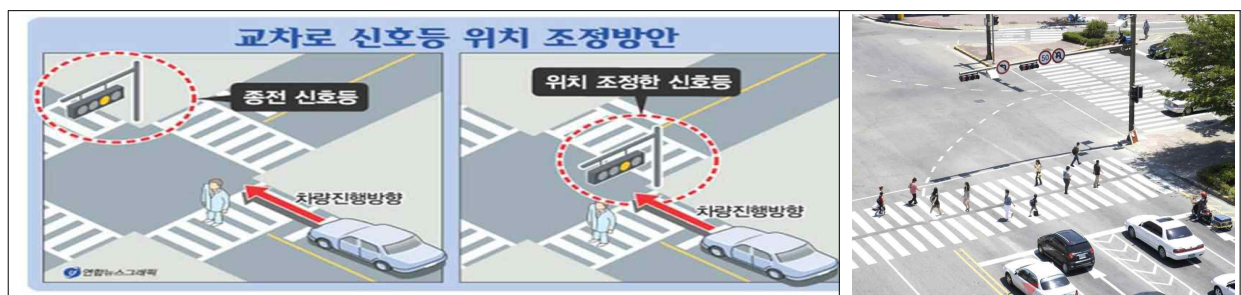 교차로 신호등 위치 조정방안
종전 신호등
차량진행방향
연합뉴스그래픽
위치 조정한 신호등
차량진행방향
50